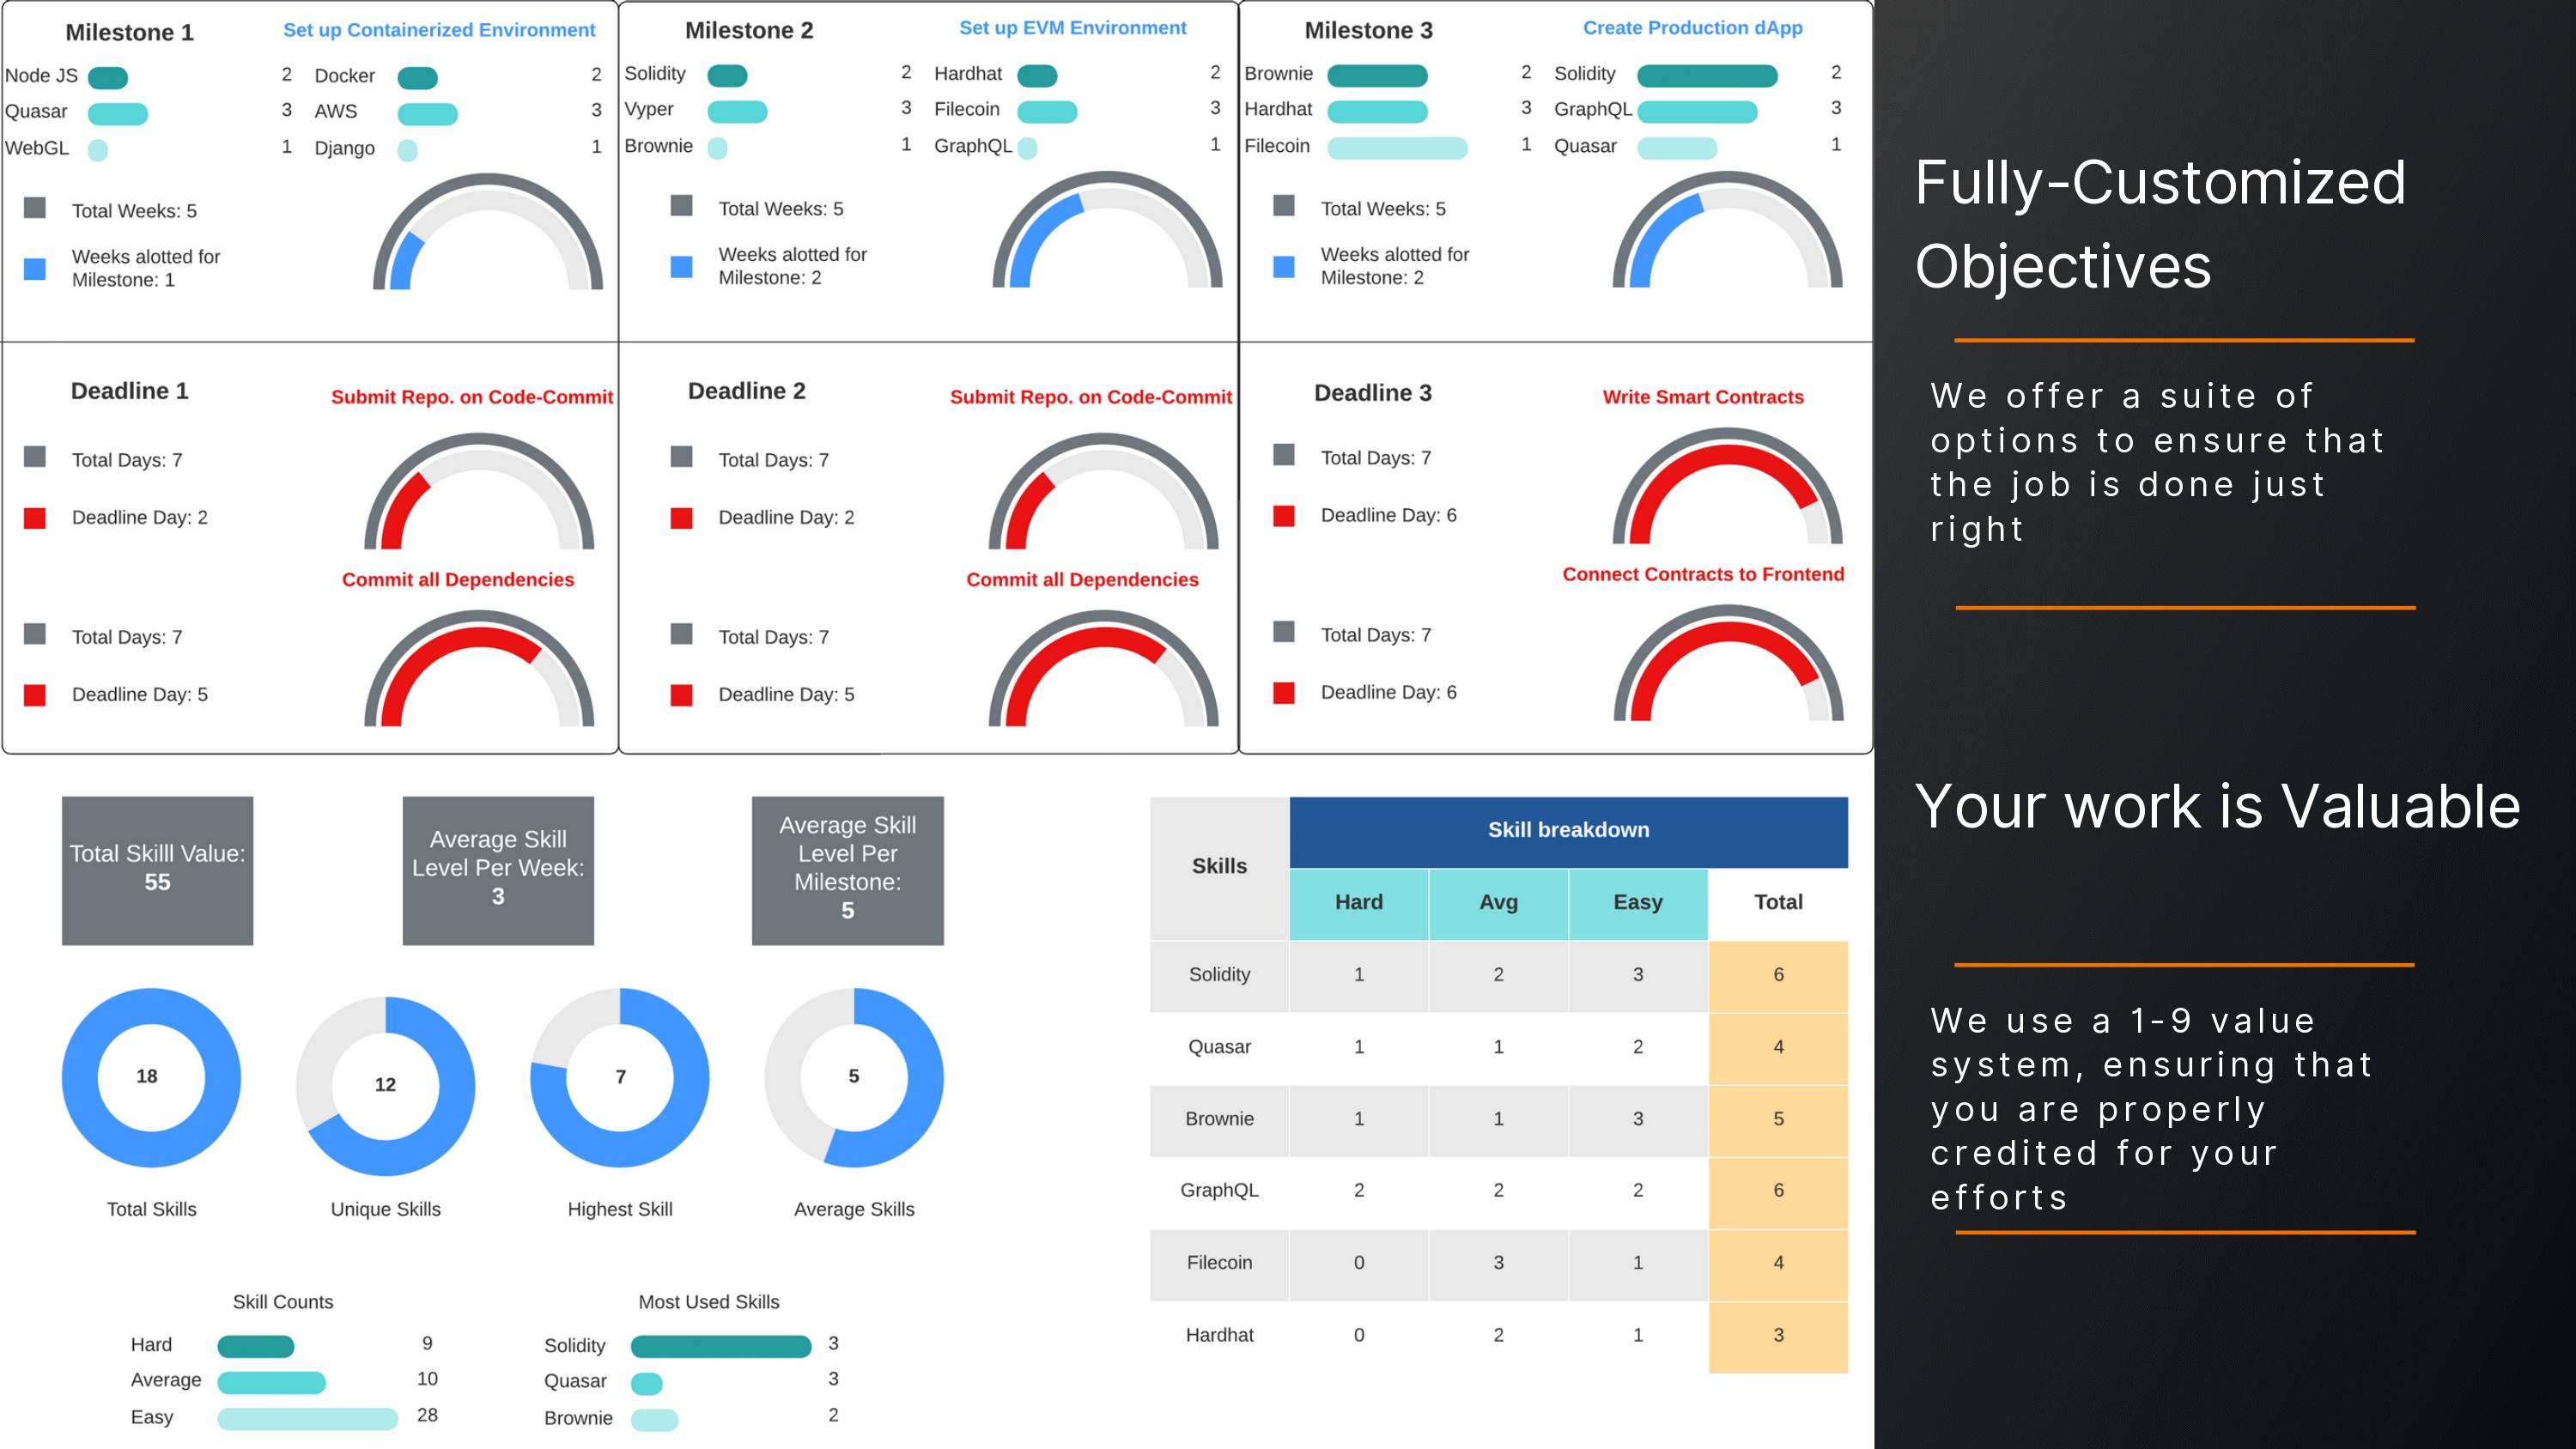 Milestone 1
Set up Containerized Environment
Node JS 2 Docker 2
Quasar 3 AWS 3
WebGL 1 Django 1
Total Weeks: 5
Weeks alotted for
Milestone: 1
Milestone 2
Set up EVM Environment
Solidity 2 Hardhat 2
Vyper 3 Filecoin 3
Brownie 1 GraphQL 1
Total Weeks: 5
Weeks alotted for
Milestone: 2
Milestone 3
Create Production dApp
Brownie 2 Solidity 2
Hardhat 3 GraphQL 3
Filecoin 1 Quasar 1
Total Weeks: 5
Weeks alotted for
Milestone: 2
Deadline 1
Submit Repo. on Code-Commit
Total Days: 7
Deadline Day: 2
Commit all Dependencies
Total Days: 7
Deadline Day: 5
Deadline 2
Submit Repo. on Code-Commit
Total Days: 7
Deadline Day: 2
Commit all Dependencies
Total Days: 7
Deadline Day: 5
Deadline 3
Write Smart Contracts
Total Days: 7
Deadline Day: 6
Connect Contracts to Frontend
Total Days: 7
Deadline Day: 6
Total Skilll Value:
55
Average Skill
Level Per Week:
3
Average Skill
Level Per
Milestone:
5
18
Total Skills
12
Unique Skills
7
Highest Skill
5
Average Skills
Skill Counts
Hard 9
Average 10
Easy 28
Most Used Skills
Solidity 3
Quasar 3
Brownie 2
Skills
Skill breakdown
Hard Avg Easy Total
Solidity 1 2 3 6
Quasar 1 1 2 4
Brownie 1 1 3 5
GraphQL 2 2 2 6
Filecoin 0 3 1 4
Hardhat 0 2 1 3
Fully-Customized
Objectives
We offer a suite of
options to ensure that
the job is done just
right
Your work is Valuable
We use a 1-9 value
system, ensuring that
you are properly
credited for your
efforts